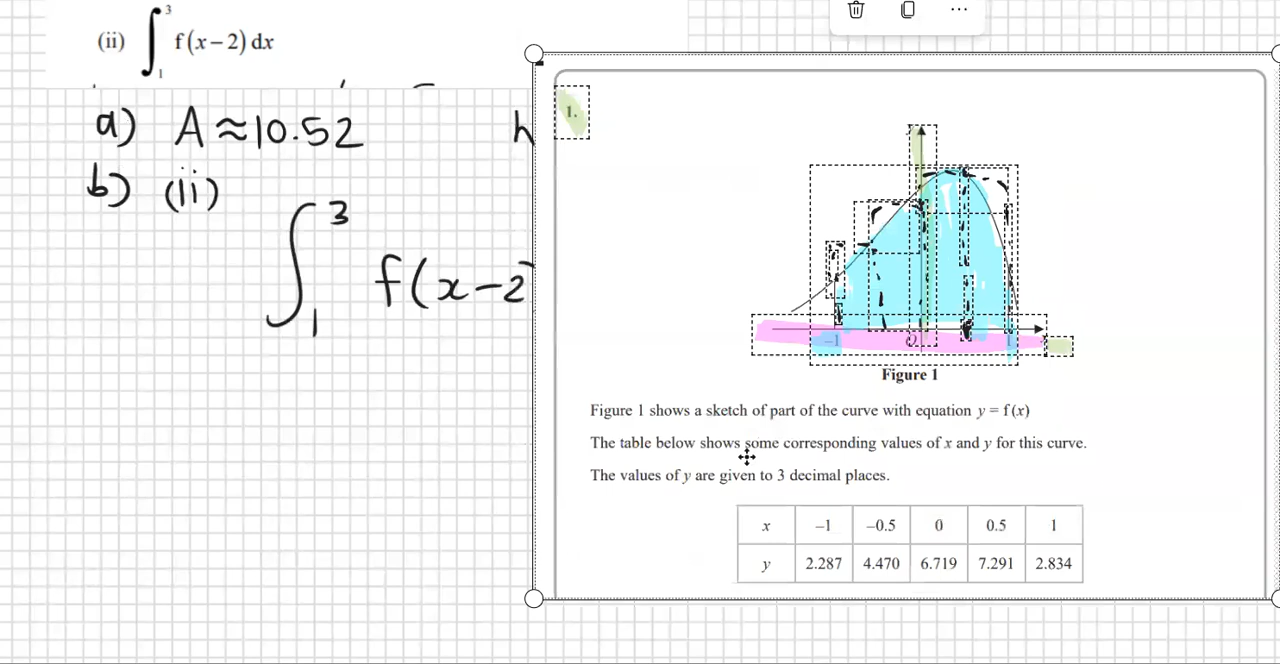 (ii) ∫₁³ f(x−2) dx
a) A≈10.52
h
b) (ii)
∫₁³ f(x−2)
1.
−1 O 1
Figure 1
Figure 1 shows a sketch of part of the curve with equation y = f(x)
The table below shows some corresponding values of x and y for this curve.
The values of y are given to 3 decimal places.
x −1 −0.5 0 0.5 1
y 2.287 4.470 6.719 7.291 2.834